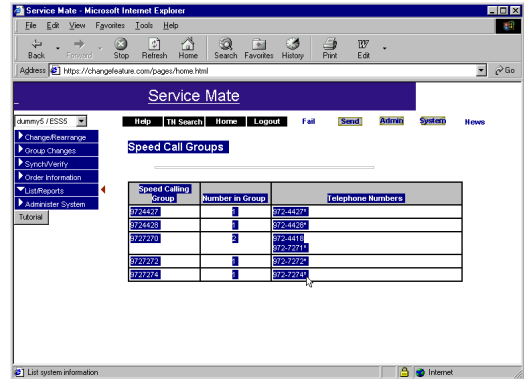 Service Mate - Microsoft Internet Explorer
File Edit View Favorites Tools Help
Back Forward Stop Refresh Home Search Favorites History Print Edit
Address https://changefeature.com/pages/home.html Go
Service Mate
dummy5 / ESS5 Help TN Search Home Logout Fail Send Admin System News
Change/Rearrange
Group Changes
Synch/Verify
Order Information
List/Reports
Administer System
Tutorial
Speed Call Groups
Speed Calling Group Number in Group Telephone Numbers
9724427 1 972-4427*
9724428 1 972-4428*
9727270 2 972-4418
972-7271*
9727272 1 972-7272*
9727274 1 972-7274*
List system information Internet